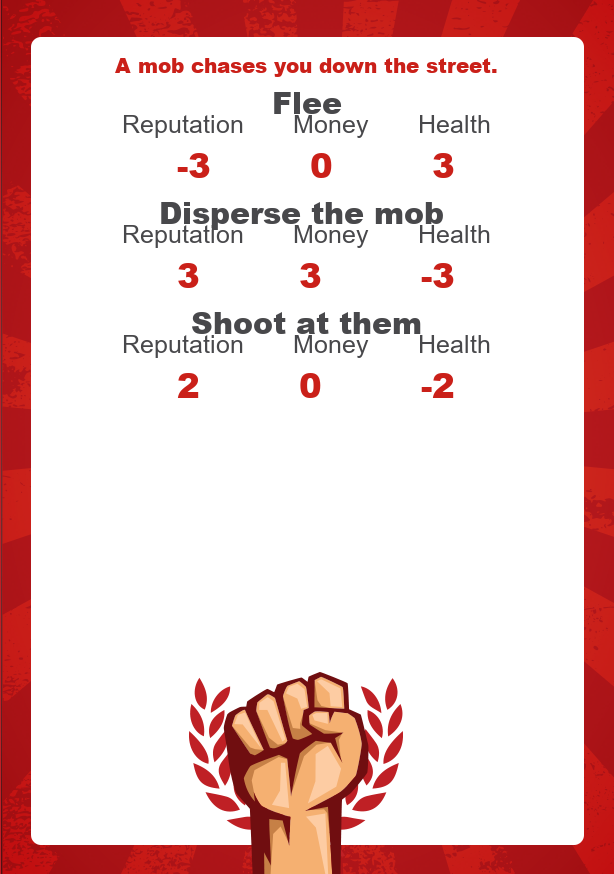 A mob chases you down the street.
Flee
Reputation Money Health
-3 0 3
Disperse the mob
Reputation Money Health
3 3 -3
Shoot at them
Reputation Money Health
2 0 -2